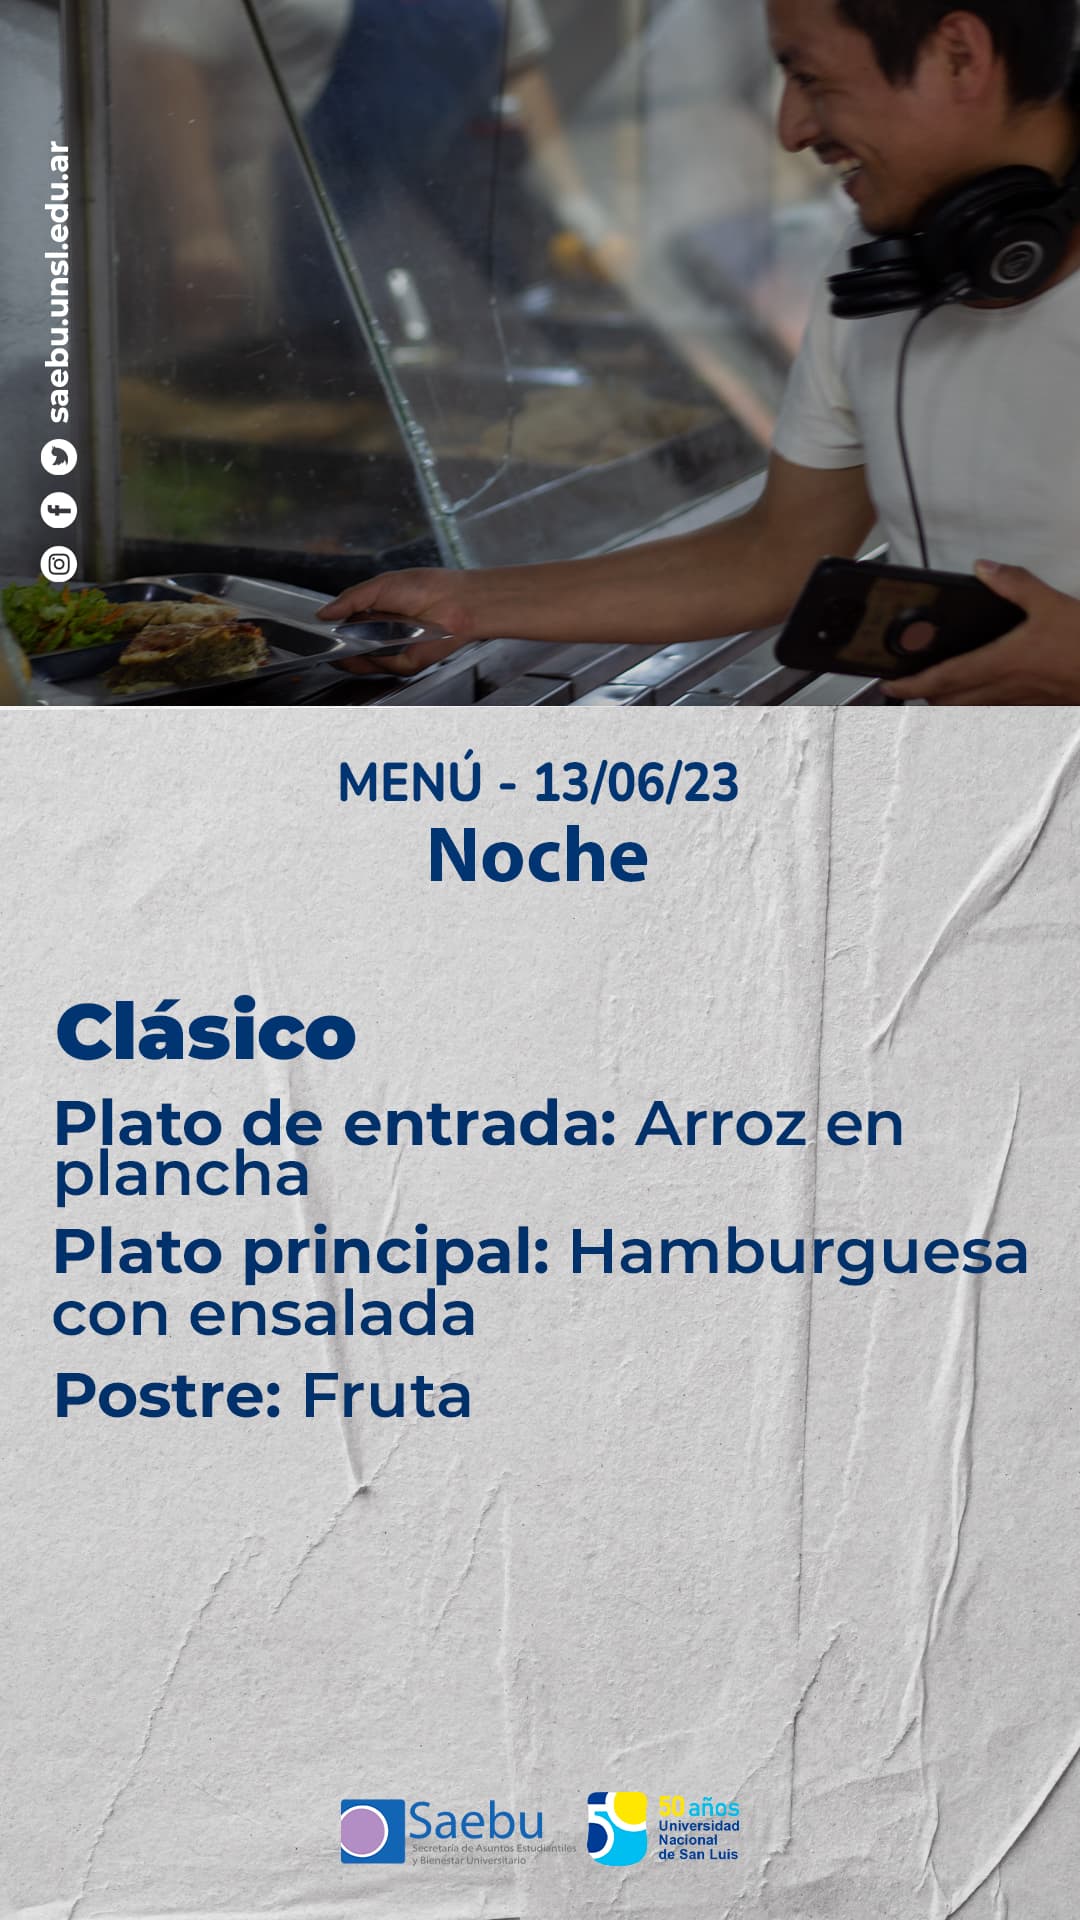 saebu.unsl.edu.ar
MENÚ - 13/06/23
Noche
Clásico
Plato de entrada: Arroz en
plancha
Plato principal: Hamburguesa
con ensalada
Postre: Fruta
Saebu
Secretaría de Asuntos Estudiantiles
y Bienestar Universitario
50 años
Universidad
Nacional
de San Luis